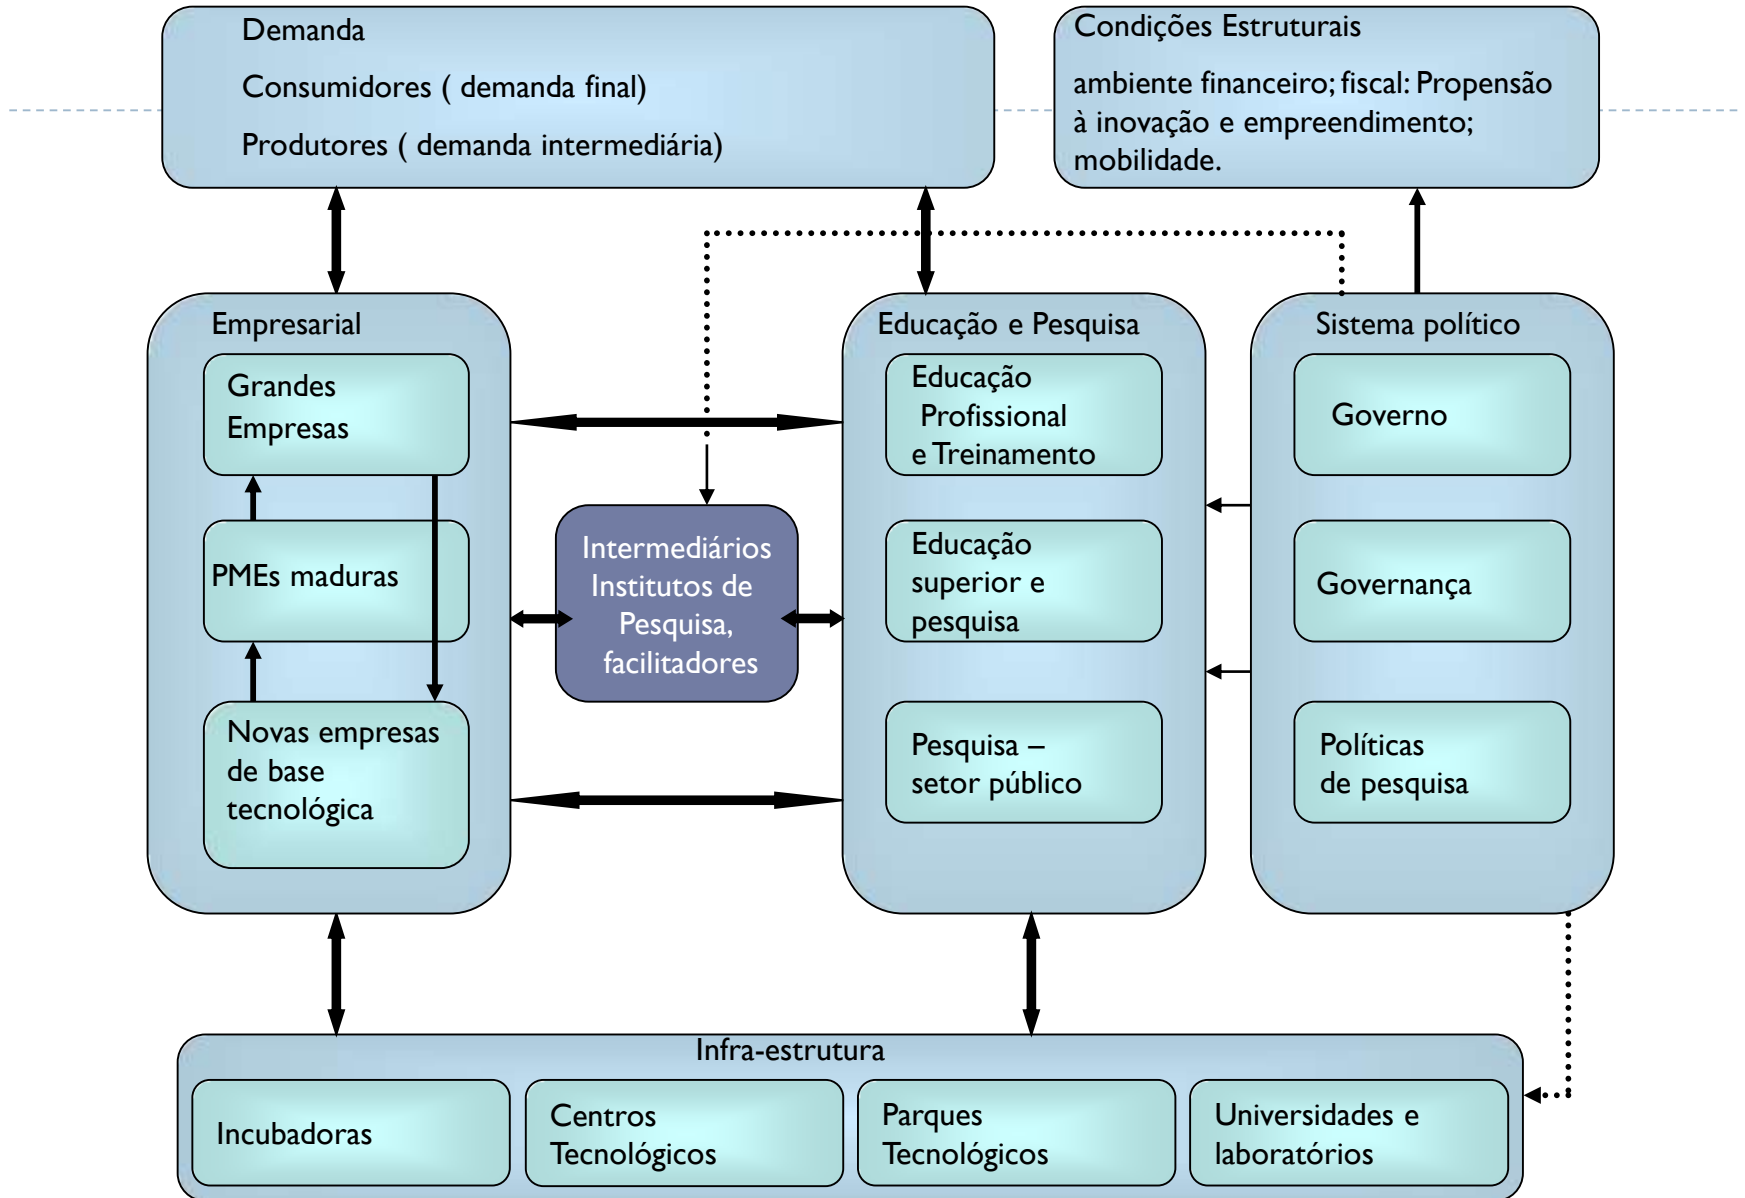 Demanda
Consumidores ( demanda final)
Produtores ( demanda intermediária)
Condições Estruturais
ambiente financeiro; fiscal: Propensão
à inovação e empreendimento;
mobilidade.
Empresarial
Grandes
Empresas
PMEs maduras
Novas empresas
de base
tecnológica
Intermediários
Institutos de
Pesquisa,
facilitadores
Educação e Pesquisa
Educação
Profissional
e Treinamento
Educação
superior e
pesquisa
Pesquisa –
setor público
Sistema político
Governo
Governança
Políticas
de pesquisa
Infra-estrutura
Incubadoras
Centros
Tecnológicos
Parques
Tecnológicos
Universidades e
laboratórios